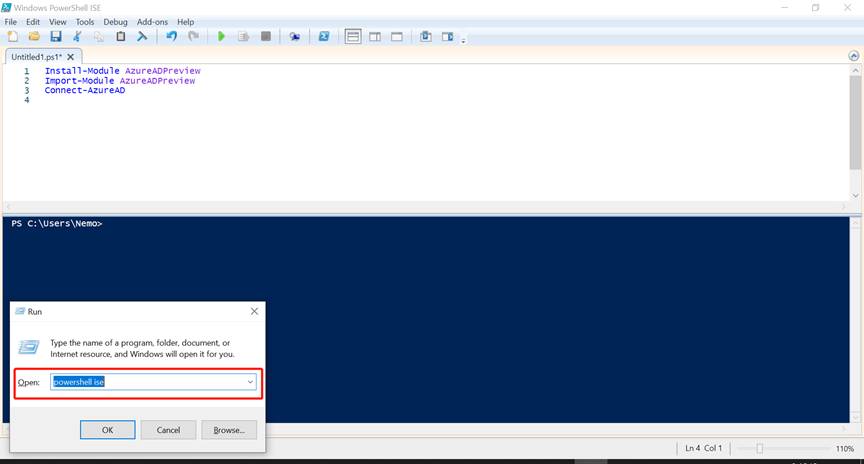 Windows PowerShell ISE
File Edit View Tools Debug Add-ons Help
Untitled1.ps1*
1 Install-Module AzureADPreview
2 Import-Module AzureADPreview
3 Connect-AzureAD
4
PS C:\Users\Nemo>
Run
Type the name of a program, folder, document, or
Internet resource, and Windows will open it for you.
Open: powershell ise
OK Cancel Browse...
Ln 4 Col 1 110%